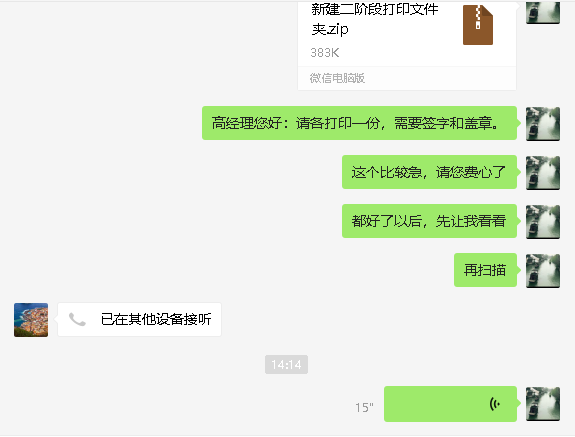 新建二阶段打印文件
夹.zip
383K
微信电脑版
高经理您好：请各打印一份，需要签字和盖章。
这个比较急，请您费心了
都好了以后，先让我看看
再扫描
已在其他设备接听
14:14
15"